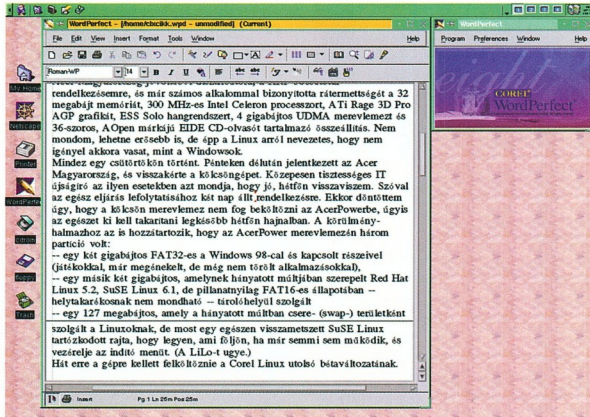 WordPerfect - [/home/cbx/ikk.wpd - unmodified] (Current)
File Edit View Insert Format Tools Window Help
Roman-WP 14 B I U
rendelkezésemre, és már számos alkalommal bizonyította rátermettségét a 32
megabájt memóriát, 300 MHz-es Intel Celeron processzort, ATi Rage 3D Pro
AGP grafikát, ESS Solo hangrendszert, 4 gigabájtos UDMA merevlemezt és
36-szoros, AOpen márkájú EIDE CD-olvasót tartalmazó összeállítás. Nem
mondom, lehetne erősebb is, de épp a Linux arról nevezetes, hogy nem
igényel akkora vasat, mint a Windowsok.
Mindez egy csütörtökön történt. Pénteken délután jelentkezett az Acer
Magyarország, és visszakérte a kölcsöngépet. Közepesen tisztességes IT
újságíró az ilyen esetekben azt mondja, hogy jó, hétfőn visszaviszem. Szóval
az egész eljárás lefolytatásához két nap állt rendelkezésre. Ekkor döntöttem
úgy, hogy a kölcsön merevlemez nem fog beköltözni az AcerPowerbe, úgyis
az egészet ki kell takarítani legkésőbb hétfőn hajnalban. A körülmény-
halmazhoz az is hozzátartozik, hogy az AcerPower merevlemezén három
partíció volt:
-- egy két gigabájtos FAT32-es a Windows 98-cal és kapcsolt részeivel
(játékokkal, már megénekelt, de még nem törölt alkalmazásokkal),
-- egy másik két gigabájtos, amelynek hányatott múltjában szerepelt Red Hat
Linux 5.2, SuSE Linux 6.1, de pillanatnyilag FAT16-es állapotában --
helytakarékosnak nem mondható -- tárolóhelyül szolgált
-- egy 127 megabájtos, amely a hányatott múltban csere- (swap-) területként
szolgált a Linuxoknak, de most egy egészen visszametszett SuSE Linux
tartózkodott rajta, hogy legyen, ami följön, ha már semmi sem működik, és
vezérelje az indító menüt. (A LiLo-t ugye.)
Hát erre a gépre kellett felköltöznie a Corel Linux utolsó bétaváltozatának.
Insert Pg 1 Ln 25m Pos 25m
WordPerfect
Program Preferences Window Help
COREL
WordPerfect
My Home
Netscape
Printer
WordPerfect
Cdrom
floppy
Trash